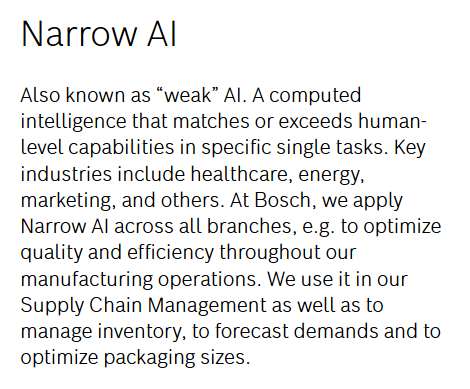 Narrow AI
Also known as “weak” AI. A computed
intelligence that matches or exceeds human-
level capabilities in specific single tasks. Key
industries include healthcare, energy,
marketing, and others. At Bosch, we apply
Narrow AI across all branches, e.g. to optimize
quality and efficiency throughout our
manufacturing operations. We use it in our
Supply Chain Management as well as to
manage inventory, to forecast demands and to
optimize packaging sizes.